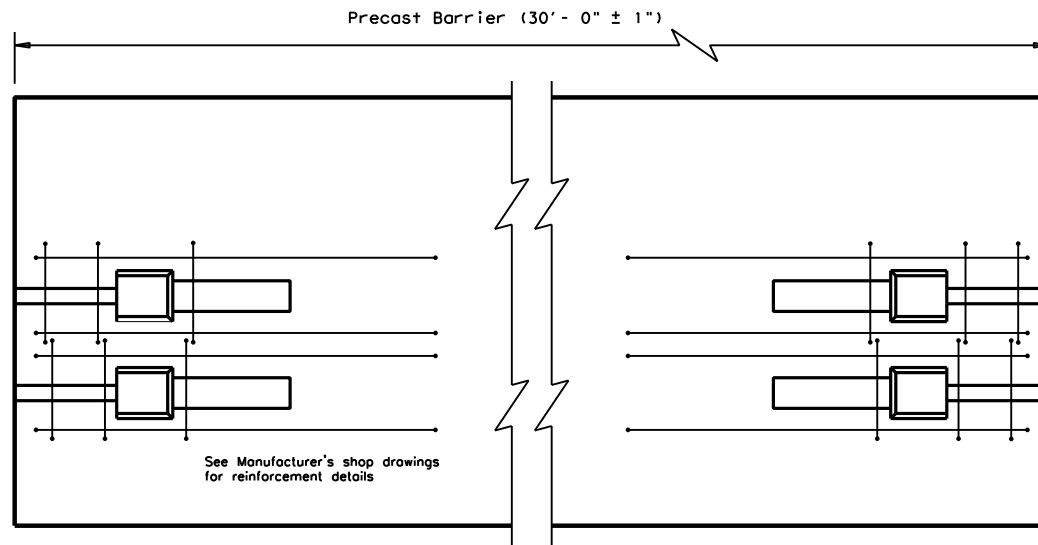 Precast Barrier (30'- 0" ± 1")
See Manufacturer's shop drawings
for reinforcement details